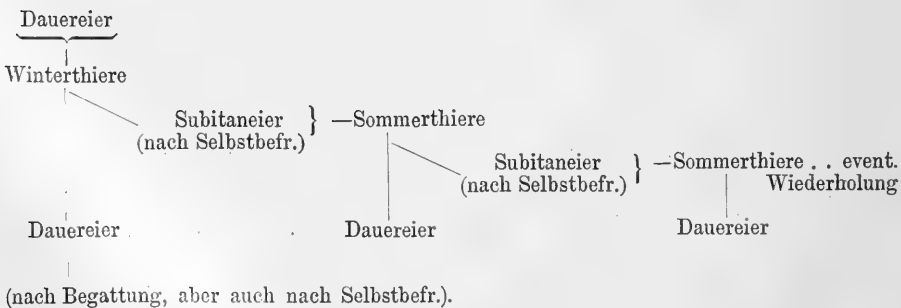 Dauereier
Winterthiere
Subitaneier } —Sommerthiere
(nach Selbstbefr.)
Subitaneier } —Sommerthiere . . event.
(nach Selbstbefr.) Wiederholung
Dauereier Dauereier Dauereier
(nach Begattung, aber auch nach Selbstbefr.).